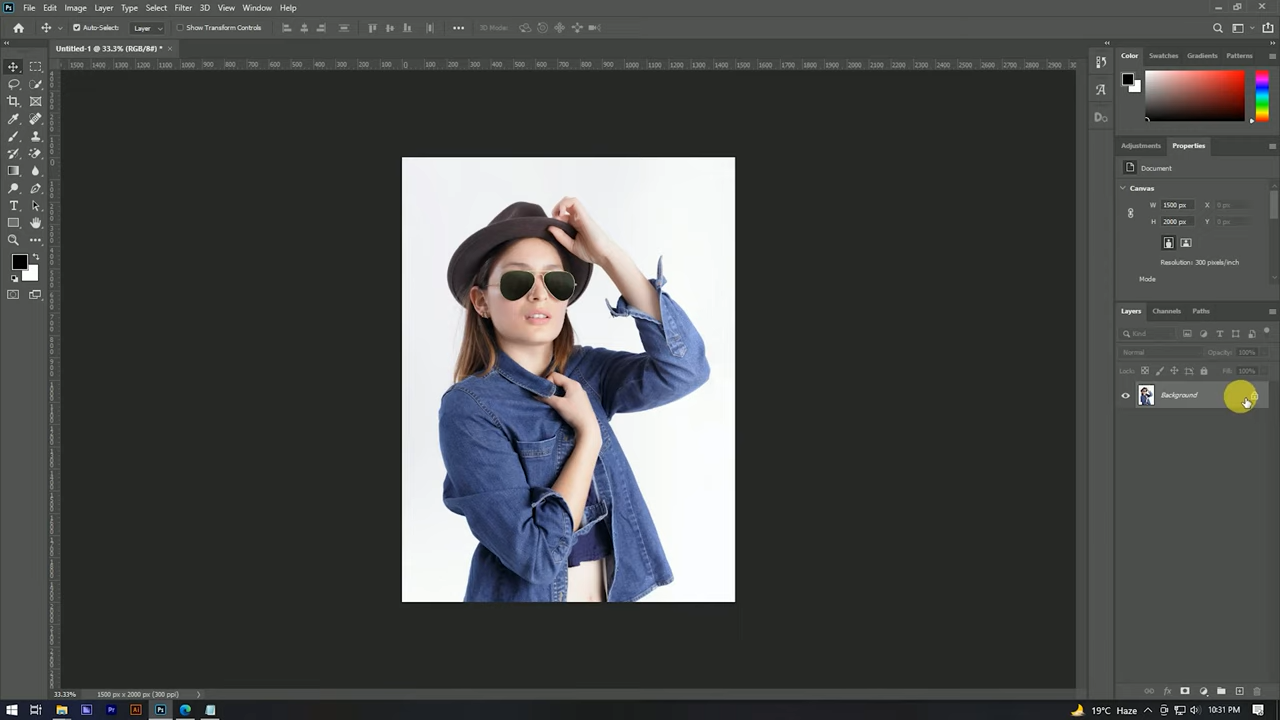 File Edit Image Layer Type Select Filter 3D View Window Help
Auto-Select: Layer Show Transform Controls 3D Mode:
Untitled-1 @ 33.3% (RGB/8#) *
Color Swatches Gradients Patterns
Adjustments Properties
Document
Canvas
W 1500 px X 0 px
H 2000 px Y 0 px
Resolution: 300 pixels/inch
Mode
Layers Channels Paths
Kind
Normal Opacity: 100%
Lock: Fill: 100%
Background
33.33% 1500 px x 2000 px (300 ppi)
19°C Haze 10:31 PM